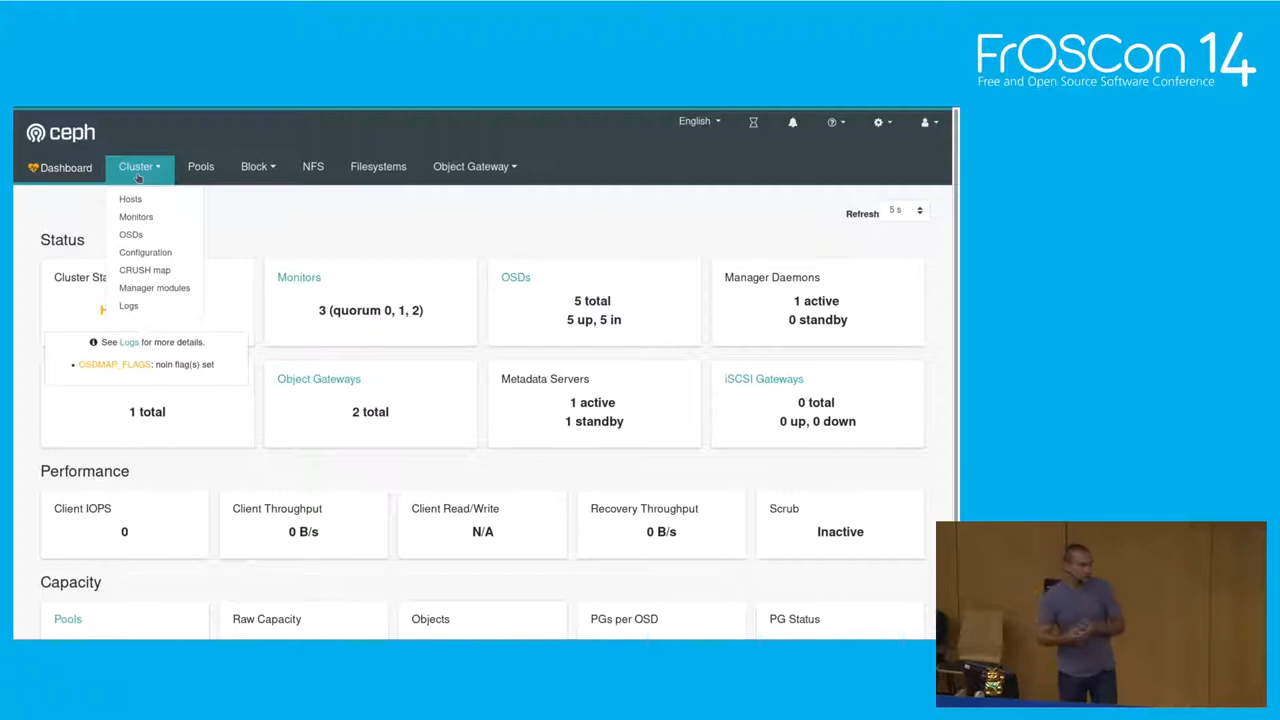 FrOSCon 14
Free and Open Source Software Conference
ceph
English
Dashboard
Cluster
Pools
Block
NFS
Filesystems
Object Gateway
Hosts
Monitors
OSDs
Configuration
CRUSH map
Manager modules
Logs
Refresh
5 s
Status
Cluster Sta
H
See Logs for more details.
• OSDMAP_FLAGS: noin flag(s) set
1 total
Monitors
3 (quorum 0, 1, 2)
OSDs
5 total
5 up, 5 in
Manager Daemons
1 active
0 standby
Object Gateways
2 total
Metadata Servers
1 active
1 standby
iSCSI Gateways
0 total
0 up, 0 down
Performance
Client IOPS
0
Client Throughput
0 B/s
Client Read/Write
N/A
Recovery Throughput
0 B/s
Scrub
Inactive
Capacity
Pools
Raw Capacity
Objects
PGs per OSD
PG Status